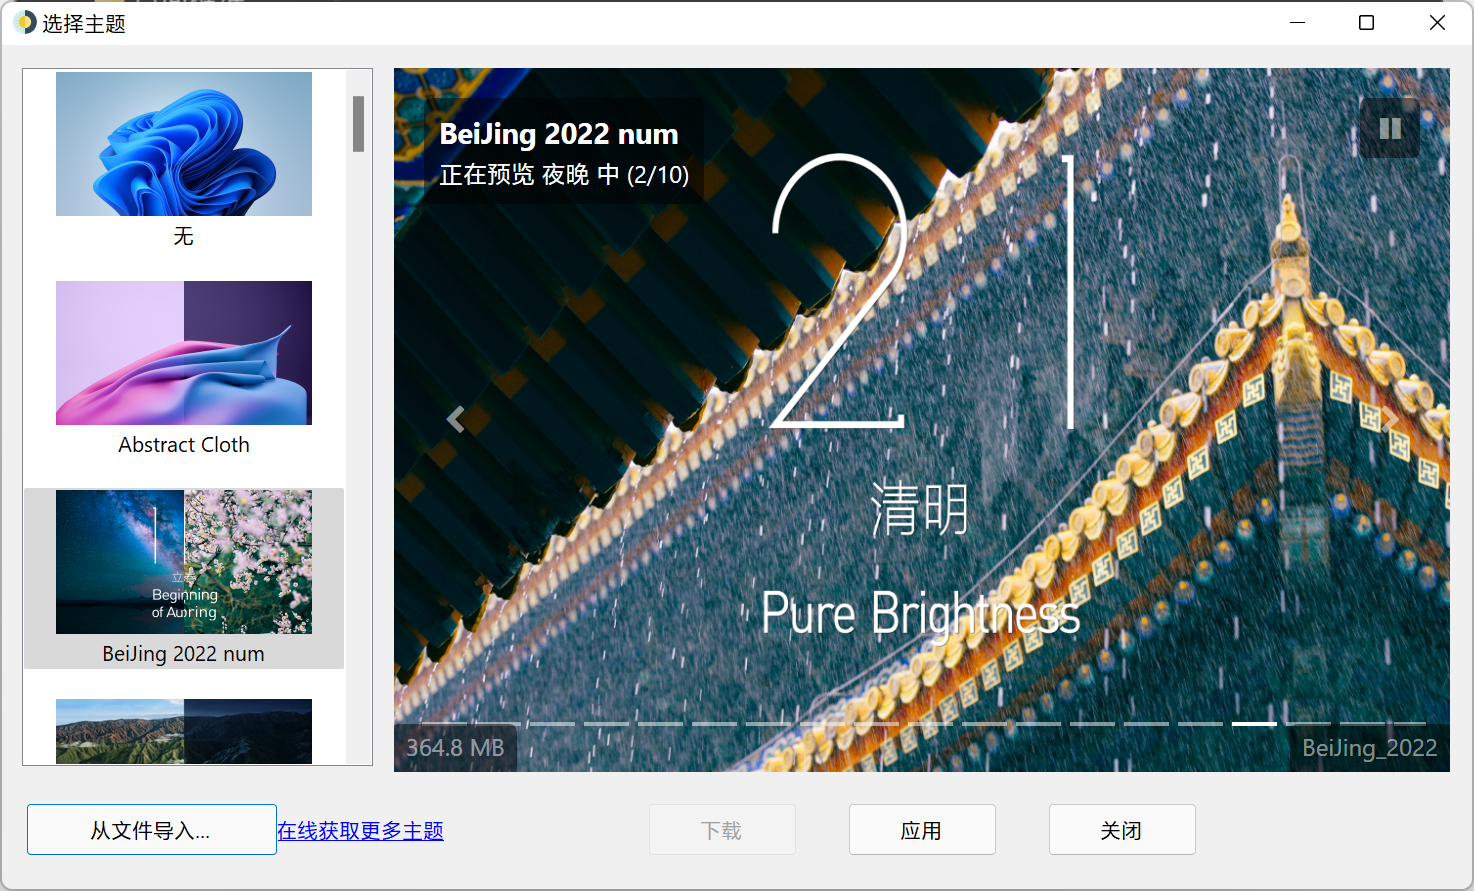 选择主题
无
Abstract Cloth
立春
Beginning
of Auring
BeiJing 2022 num
BeiJing 2022 num
正在预览 夜晚 中 (2/10)
21
清明
Pure Brightness
364.8 MB
BeiJing_2022
从文件导入...
在线获取更多主题
下载
应用
关闭